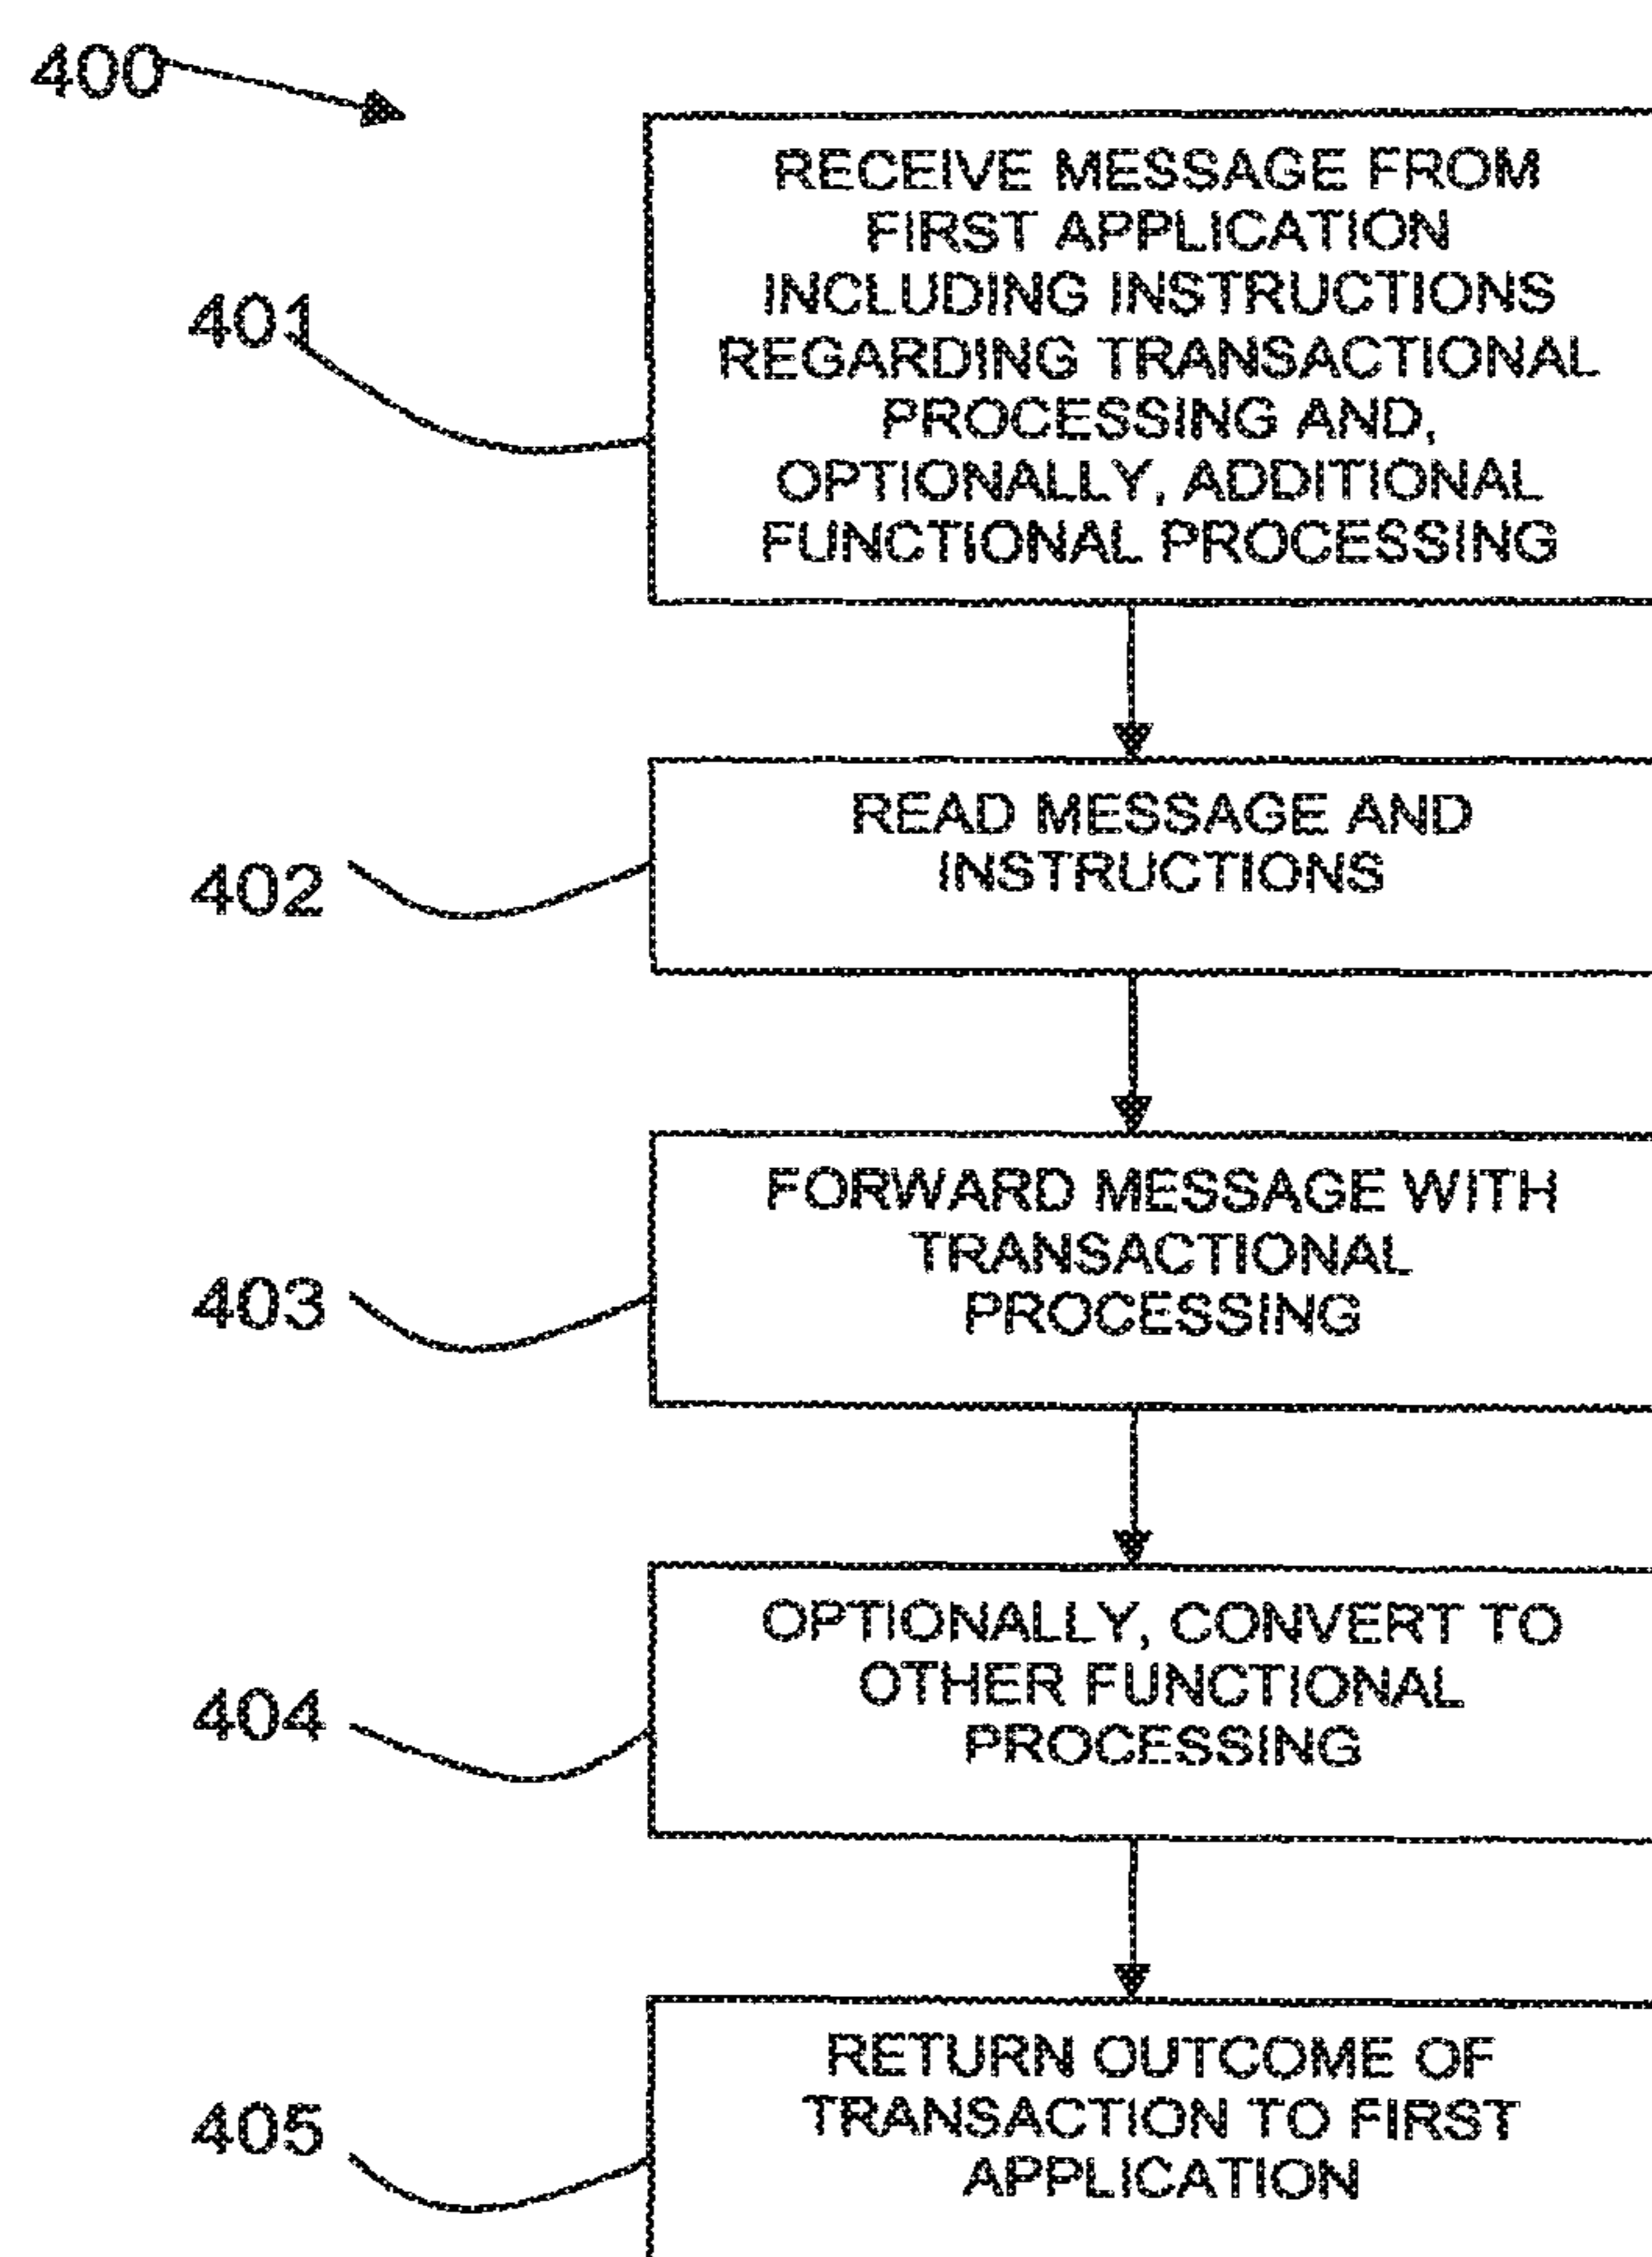 400
RECEIVE MESSAGE FROM
FIRST APPLICATION
INCLUDING INSTRUCTIONS
REGARDING TRANSACTIONAL
PROCESSING AND,
OPTIONALLY, ADDITIONAL
FUNCTIONAL PROCESSING
401
READ MESSAGE AND
INSTRUCTIONS
402
FORWARD MESSAGE WITH
TRANSACTIONAL
PROCESSING
403
OPTIONALLY, CONVERT TO
OTHER FUNCTIONAL
PROCESSING
404
RETURN OUTCOME OF
TRANSACTION TO FIRST
APPLICATION
405